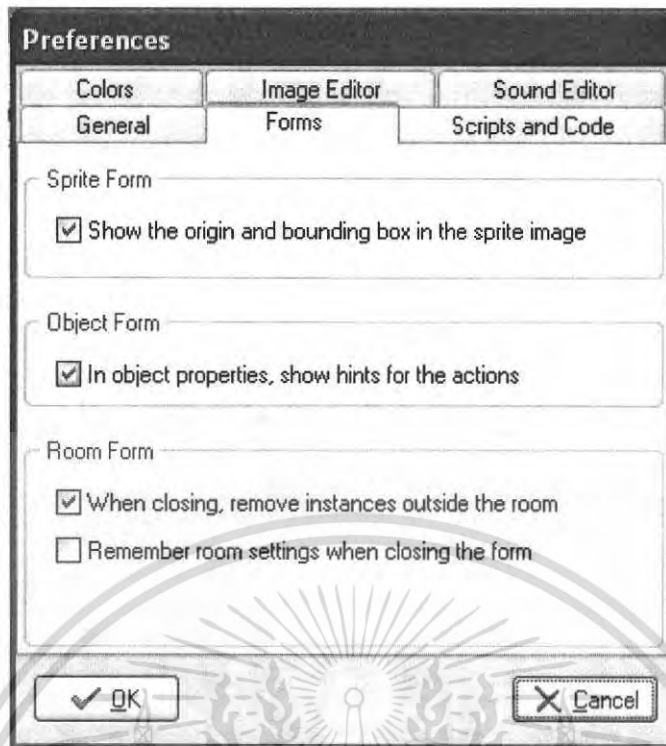 Preferences
Colors
Image Editor
Sound Editor
General
Forms
Scripts and Code
Sprite Form
Show the origin and bounding box in the sprite image
Object Form
In object properties, show hints for the actions
Room Form
When closing, remove instances outside the room
Remember room settings when closing the form
OK
Cancel